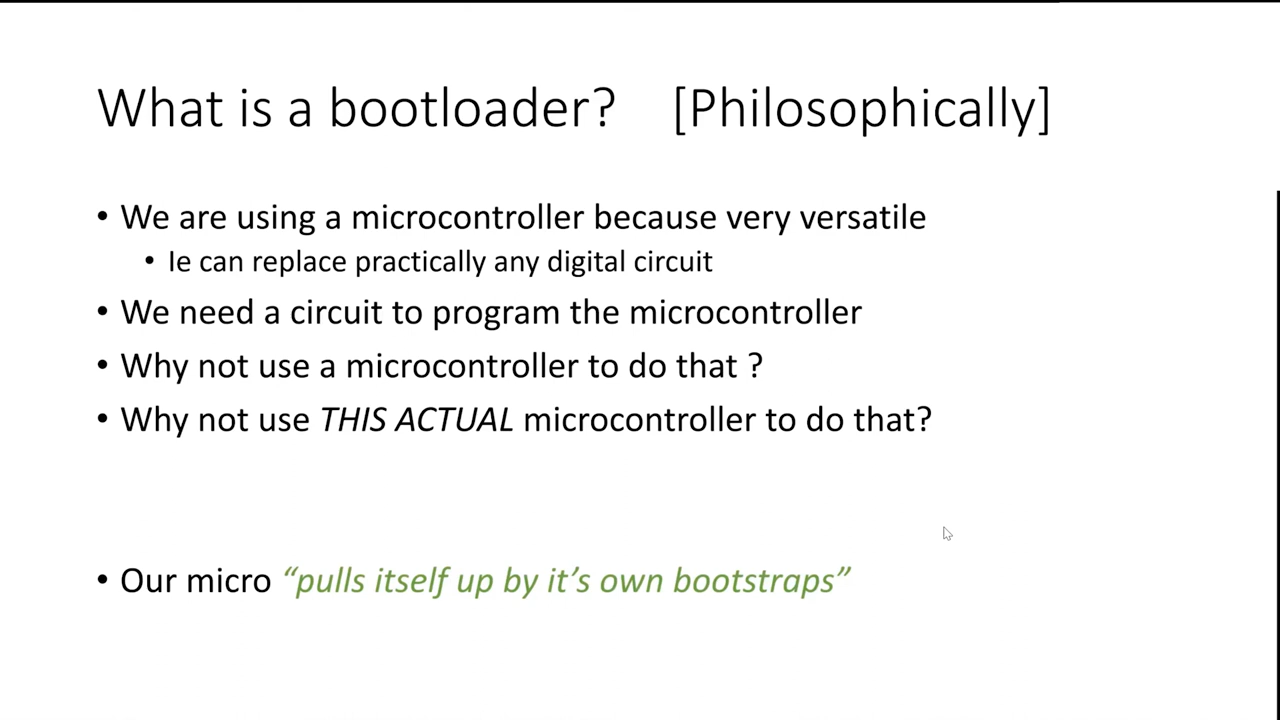 What is a bootloader? [Philosophically]
• We are using a microcontroller because very versatile
• Ie can replace practically any digital circuit
• We need a circuit to program the microcontroller
• Why not use a microcontroller to do that ?
• Why not use THIS ACTUAL microcontroller to do that?
• Our micro “pulls itself up by it’s own bootstraps”